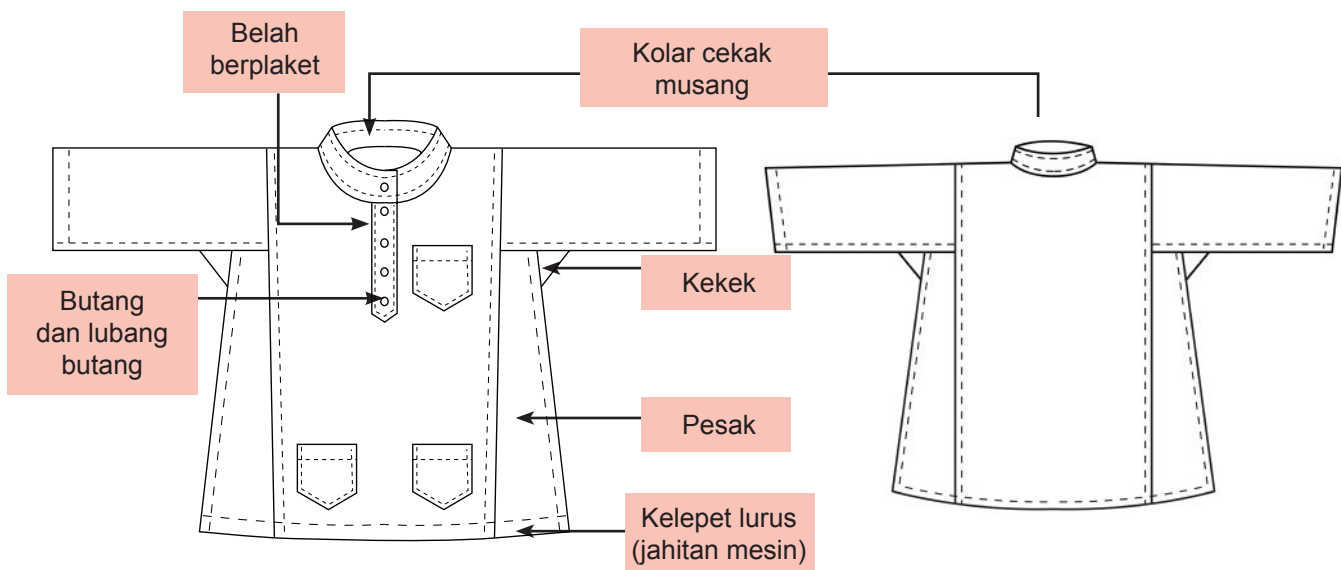 Belah
berplaket
Kolar cekak
musang
Butang
dan lubang
butang
Kekek
Pesak
Kelepet lurus
(jahitan mesin)